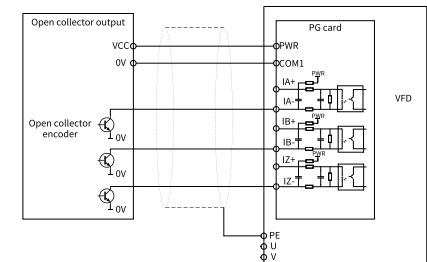 Open collector output
PG card
VCC
PWR
0V
COM1
PWR
IA+
IA-
VFD
PWR
IB+
0V
Open collector
encoder
IB-
PWR
IZ+
0V
IZ-
0V
PE
U
V